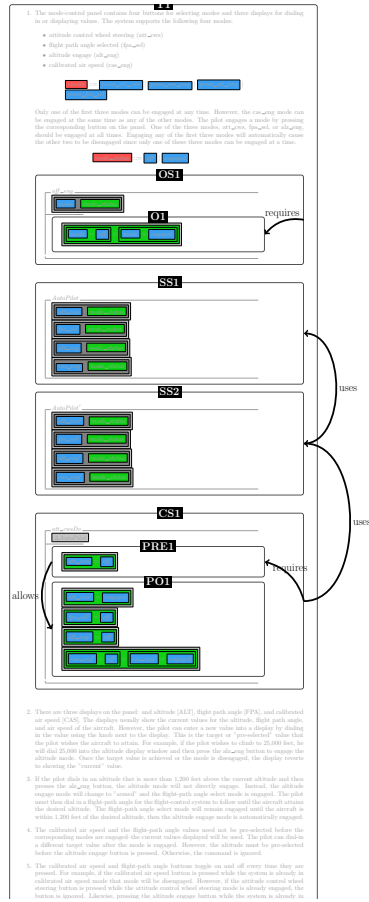 T1
1. The mode-control panel contains four buttons for selecting modes and three displays for dialing
in or displaying values. The system supports the following four modes:
• attitude control wheel steering (att_cws)
• flight path angle selected (fpa_sel)
• altitude engage (alt_eng)
• calibrated air speed (cas_eng)
Only one of the first three modes can be engaged at any time. However, the cas_eng mode can
be engaged at the same time as any of the other modes. The pilot engages a mode by pressing
the corresponding button on the panel. One of the three modes, att_cws, fpa_sel, or alt_eng,
should be engaged at all times. Engaging any of the first three modes will automatically cause
the other two to be disengaged since only one of these three modes can be engaged at a time.
OS1
off_eng
O1
requires
SS1
AutoPilot
SS2
AutoPilot'
uses
CS1
att_cwsDo
PRE1
requires
PO1
allows
uses
2. There are three displays on the panel: and altitude [ALT], flight path angle [FPA], and calibrated
air speed [CAS]. The displays usually show the current values for the altitude, flight path angle,
and air speed of the aircraft. However, the pilot can enter a new value into a display by dialing
in the value using the knob next to the display. This is the target or "pre-selected" value that
the pilot wishes the aircraft to attain. For example, if the pilot wishes to climb to 25,000 feet, he
will dial 25,000 into the altitude display window and then press the alt_eng button to engage the
altitude mode. Once the target value is achieved or the mode is disengaged, the display reverts
to showing the "current" value.
3. If the pilot dials in an altitude that is more than 1,200 feet above the current altitude and then
presses the alt_eng button, the altitude mode will not directly engage. Instead, the altitude
engage mode will change to "armed" and the flight-path angle select mode is engaged. The pilot
must then dial in a flight-path angle for the flight-control system to follow until the aircraft attains
the desired altitude. The flight-path angle select mode will remain engaged until the aircraft is
within 1,200 feet of the desired altitude, then the altitude engage mode is automatically engaged.
4. The calibrated air speed and the flight-path angle values need not be pre-selected before the
corresponding modes are engaged–the current values displayed will be used. The pilot can dial-in
a different target value after the mode is engaged. However, the altitude must be pre-selected
before the altitude engage button is pressed. Otherwise, the command is ignored.
5. The calibrated air speed and flight-path angle buttons toggle on and off every time they are
pressed. For example, if the calibrated air speed button is pressed while the system is already in
calibrated air speed mode that mode will be disengaged. However, if the attitude control wheel
steering button is pressed while the attitude control wheel steering mode is already engaged, the
button is ignored. Likewise, pressing the altitude engage button while the system is already in